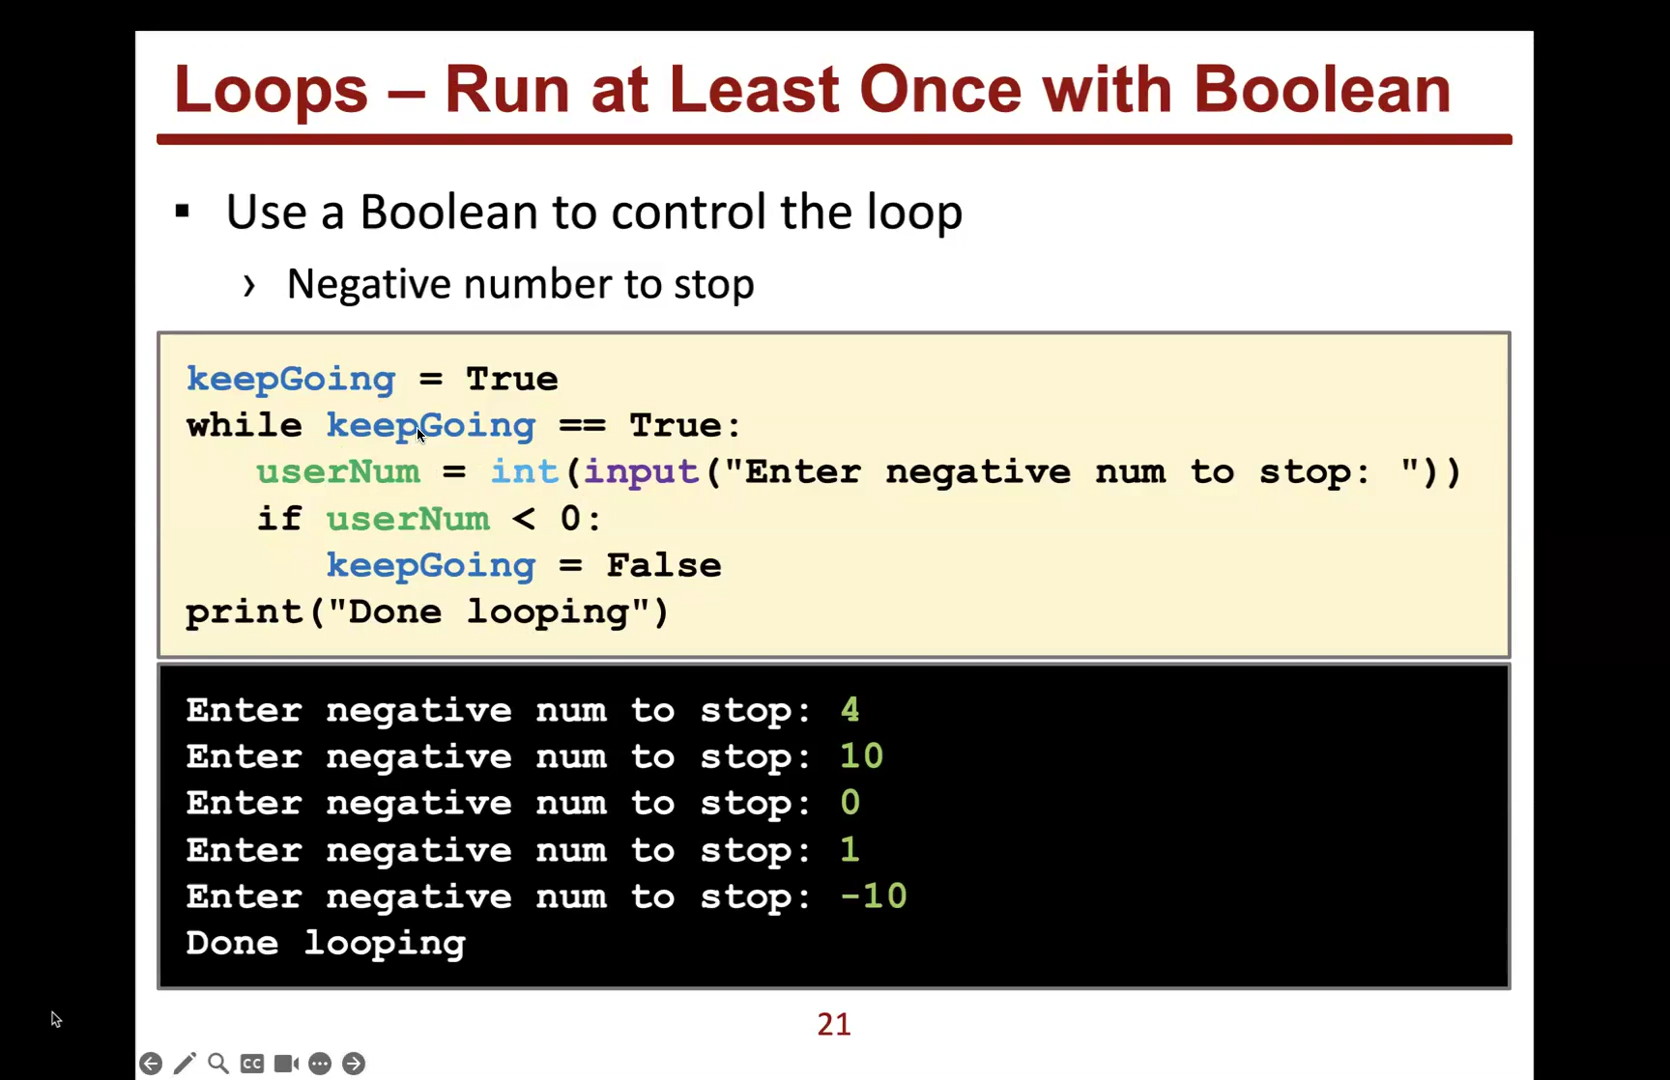 Loops – Run at Least Once with Boolean
▪ Use a Boolean to control the loop
› Negative number to stop
keepGoing = True
while keepGoing == True:
   userNum = int(input("Enter negative num to stop: "))
   if userNum < 0:
      keepGoing = False
print("Done looping")
Enter negative num to stop: 4
Enter negative num to stop: 10
Enter negative num to stop: 0
Enter negative num to stop: 1
Enter negative num to stop: -10
Done looping
21
CC